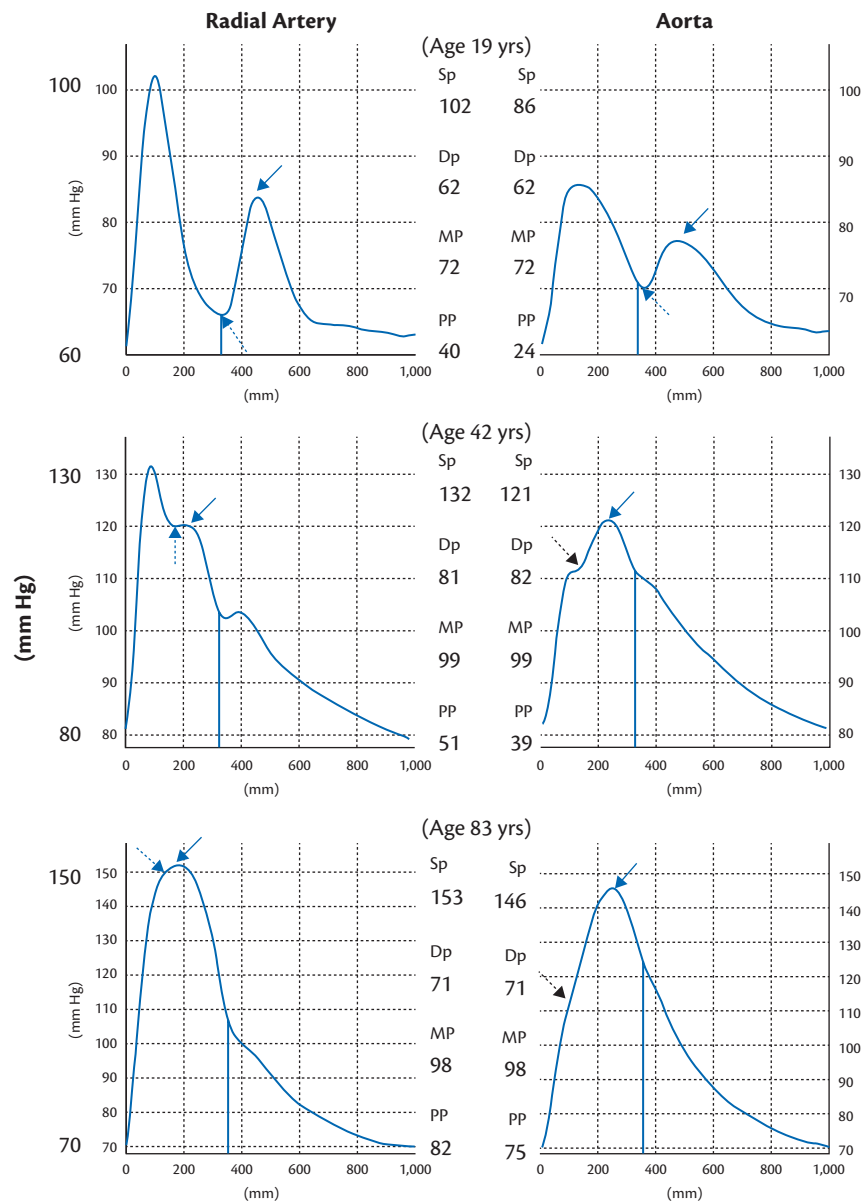 Radial Artery
Aorta
(Age 19 yrs)
100
60
100
90
80
70
60
(mm Hg)
0 200 400 600 800 1,000
(mm)
Sp Sp
102 86
Dp Dp
62 62
MP MP
72 72
PP PP
40 24
100
90
80
70
0 200 400 600 800 1,000
(mm)
(Age 42 yrs)
(mm Hg)
130
80
130
120
110
100
90
80
(mm Hg)
0 200 400 600 800 1,000
(mm)
Sp Sp
132 121
Dp Dp
81 82
MP MP
99 99
PP PP
51 39
130
120
110
100
90
80
0 200 400 600 800 1,000
(mm)
(Age 83 yrs)
150
70
150
140
130
120
110
100
90
80
70
(mm Hg)
0 200 400 600 800 1,000
(mm)
Sp Sp
153 146
Dp Dp
71 71
MP MP
98 98
PP PP
82 75
150
140
130
120
110
100
90
80
70
0 200 400 600 800 1,000
(mm)